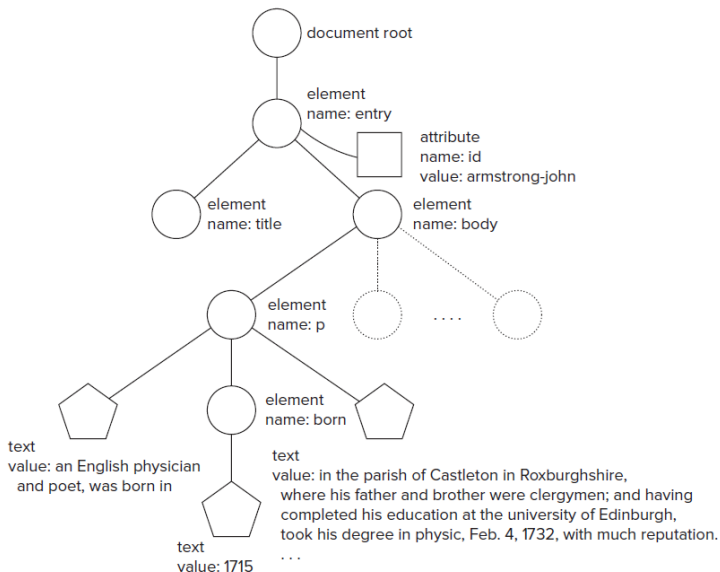 document root
element
name: entry
attribute
name: id
value: armstrong-john
element
name: title
element
name: body
element
name: p
. . . .
element
name: born
text
value: an English physician
and poet, was born in
text
value: in the parish of Castleton in Roxburghshire,
where his father and brother were clergymen; and having
completed his education at the university of Edinburgh,
took his degree in physic, Feb. 4, 1732, with much reputation.
. . .
text
value: 1715